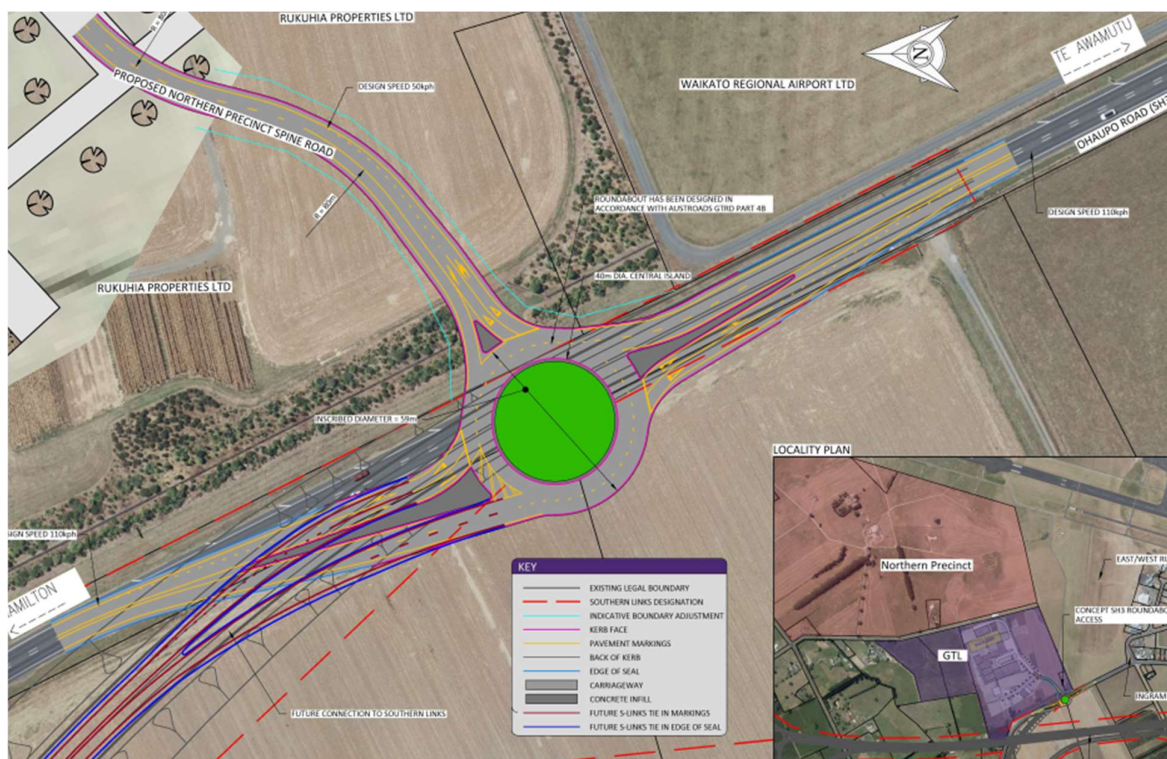 RUKUHIA PROPERTIES LTD
TE AWAMUTU
PROPOSED NORTHERN PRECINCT SPINE ROAD
DESIGN SPEED 50kph
N
WAIKATO REGIONAL AIRPORT LTD
OHAUPO ROAD (SH
R = 80m
ROUNDABOUT HAS BEEN DESIGNED IN
ACCORDANCE WITH AUSTROADS GTRD PART 4B
DESIGN SPEED 110kph
40m DIA. CENTRAL ISLAND
RUKUHIA PROPERTIES LTD
INSCRIBED DIAMETER = 59m
SIGN SPEED 110kph
HAMILTON
FUTURE CONNECTION TO SOUTHERN LINKS
KEY
EXISTING LEGAL BOUNDARY
SOUTHERN LINKS DESIGNATION
INDICATIVE BOUNDARY ADJUSTMENT
KERB FACE
PAVEMENT MARKINGS
BACK OF KERB
EDGE OF SEAL
CARRIAGEWAY
CONCRETE INFILL
FUTURE S-LINKS TIE IN MARKINGS
FUTURE S-LINKS TIE IN EDGE OF SEAL
LOCALITY PLAN
Northern Precinct
EAST/WEST RU
CONCEPT SH3 ROUNDABO
ACCESS
GTL
INGRAM